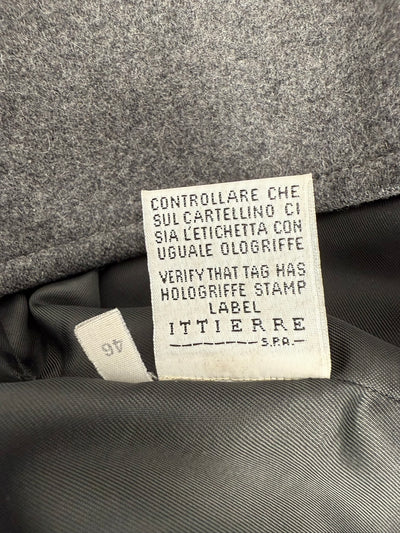 CONTROLLARE CHE
SUL CARTELLINO CI
SIA L'ETICHETTA CON
UGUALE OLOGRIFFE
VERIFY THAT TAG HAS
HOLOGRIFFE STAMP
LABEL
ITTIERRE
S.P.A.
46